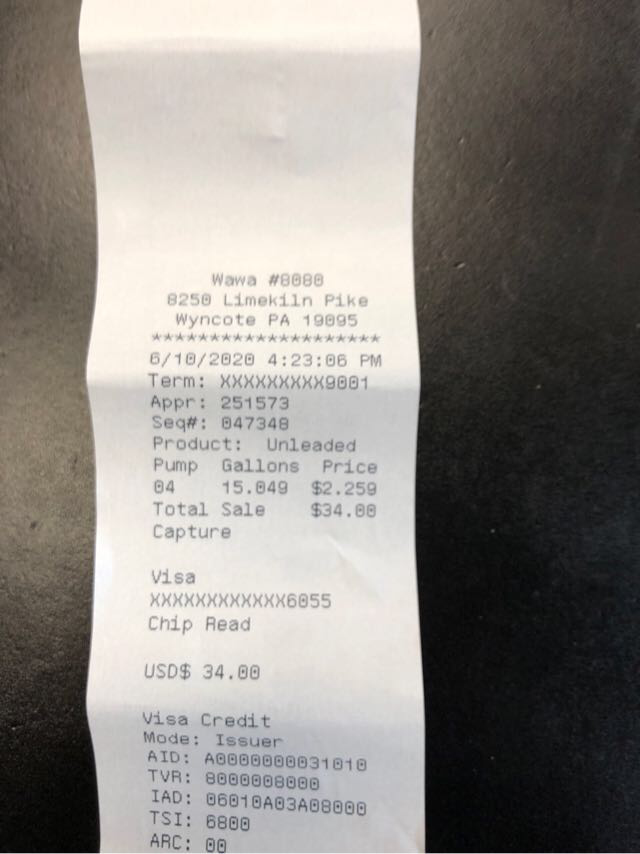 Wawa #8080
8250 Limekiln Pike
Wyncote PA 19095
********************
6/10/2020 4:23:06 PM
Term: XXXXXXXXX9001
Appr: 251573
Seq#: 047348
Product: Unleaded
Pump Gallons Price
04 15.049 $2.259
Total Sale $34.00
Capture
Visa
XXXXXXXXXXXX6055
Chip Read
USD$ 34.00
Visa Credit
Mode: Issuer
AID: A0000000031010
TVR: 8000008000
IAD: 06010A03A08000
TSI: 6800
ARC: 00